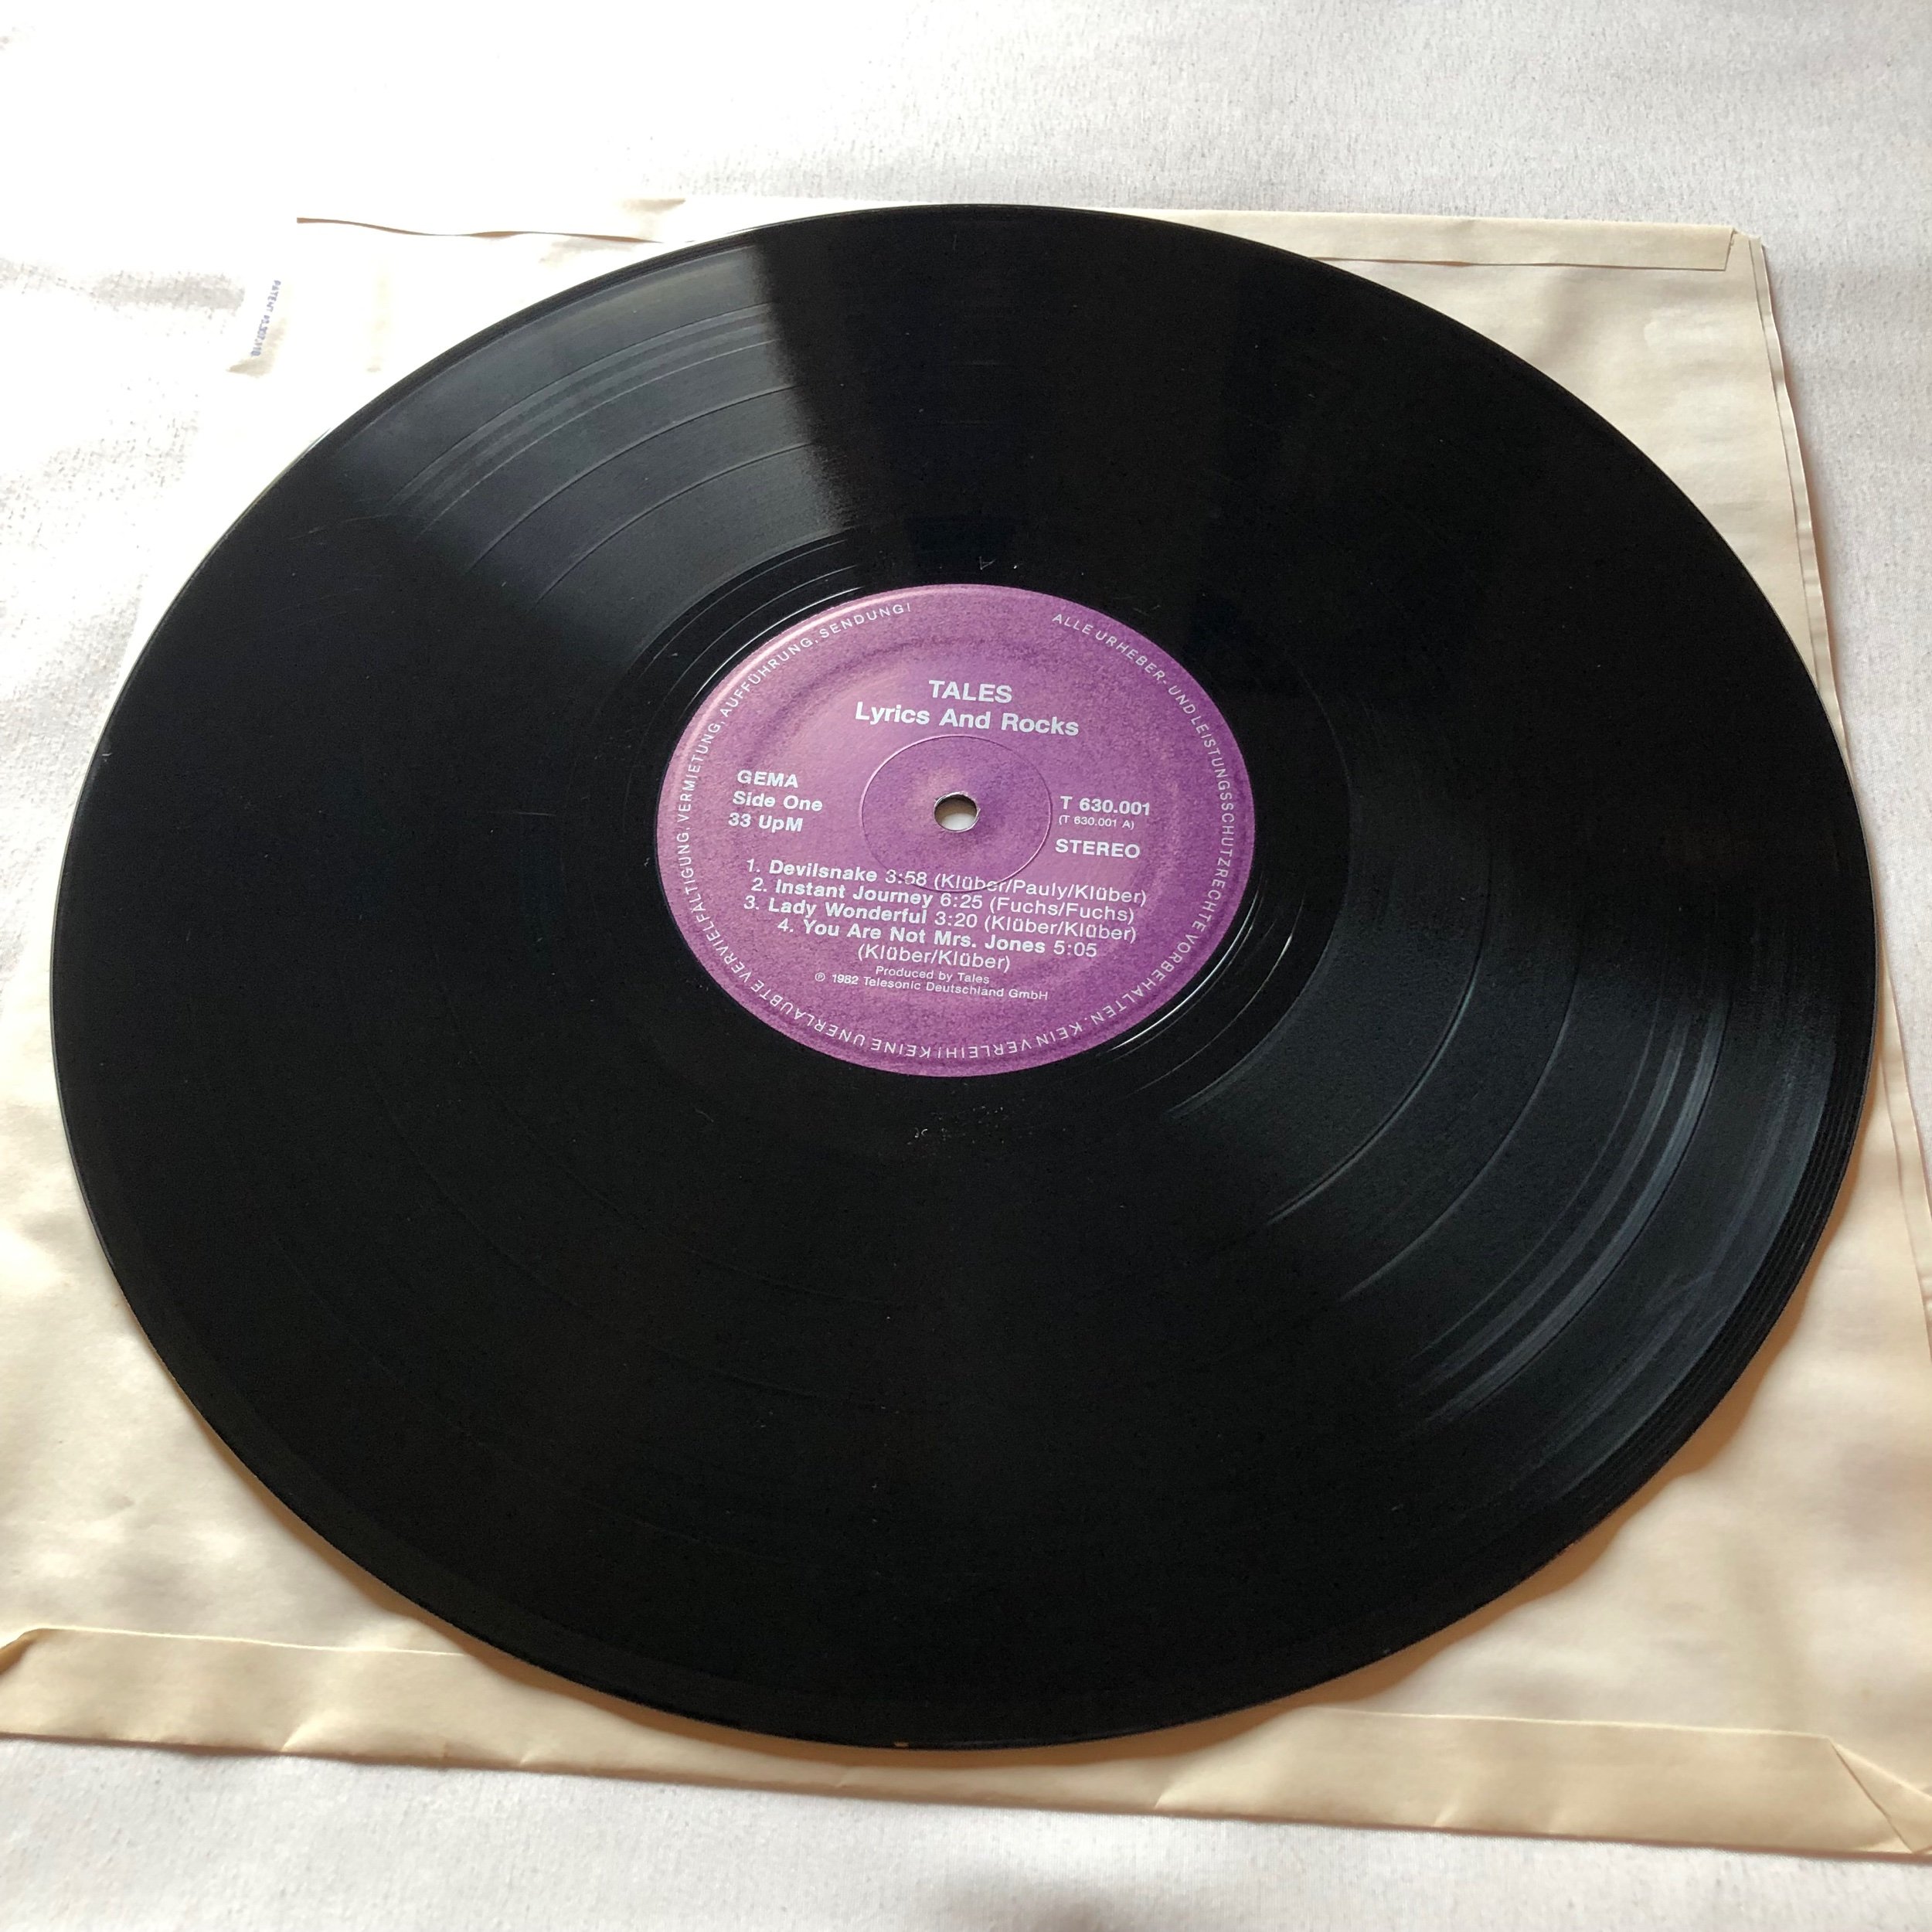 PATENT
TALES
Lyrics And Rocks
GEMA
Side One
33 UpM
T 630.001
(T 630.001 A)
STEREO
1. Devilsnake 3:58 (Klüber/Pauly/Klüber)
2. Instant Journey 6:25 (Fuchs/Fuchs)
3. Lady Wonderful 3:20 (Klüber/Klüber)
4. You Are Not Mrs. Jones 5:05
(Klüber/Klüber)
Produced by Tales
℗ 1982 Telesonic Deutschland GmbH
ALLE URHEBER- UND LEISTUNGSSCHUTZRECHTE VORBEHALTEN. KEIN VERLEIH! KEINE UNERLAUBTE VERVIELFÄLTIGUNG, VERMIETUNG, AUFFÜHRUNG, SENDUNG!